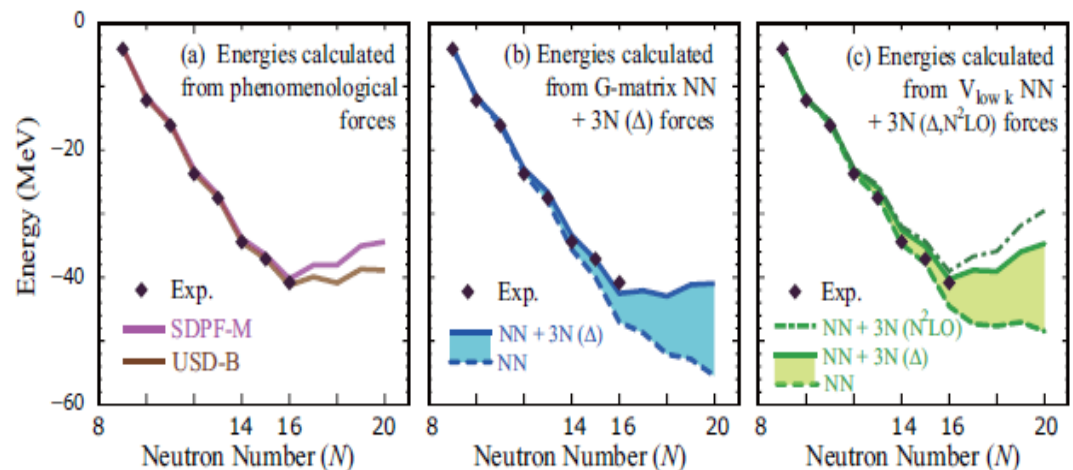 Energy (MeV)
0
−20
−40
−60
(a) Energies calculated
from phenomenological
forces
Exp.
SDPF-M
USD-B
8 14 16 20
Neutron Number (N)
(b) Energies calculated
from G-matrix NN
+ 3N (Δ) forces
Exp.
NN + 3N (Δ)
NN
8 14 16 20
Neutron Number (N)
(c) Energies calculated
from V low k NN
+ 3N (Δ,N²LO) forces
Exp.
NN + 3N (N²LO)
NN + 3N (Δ)
NN
8 14 16 20
Neutron Number (N)